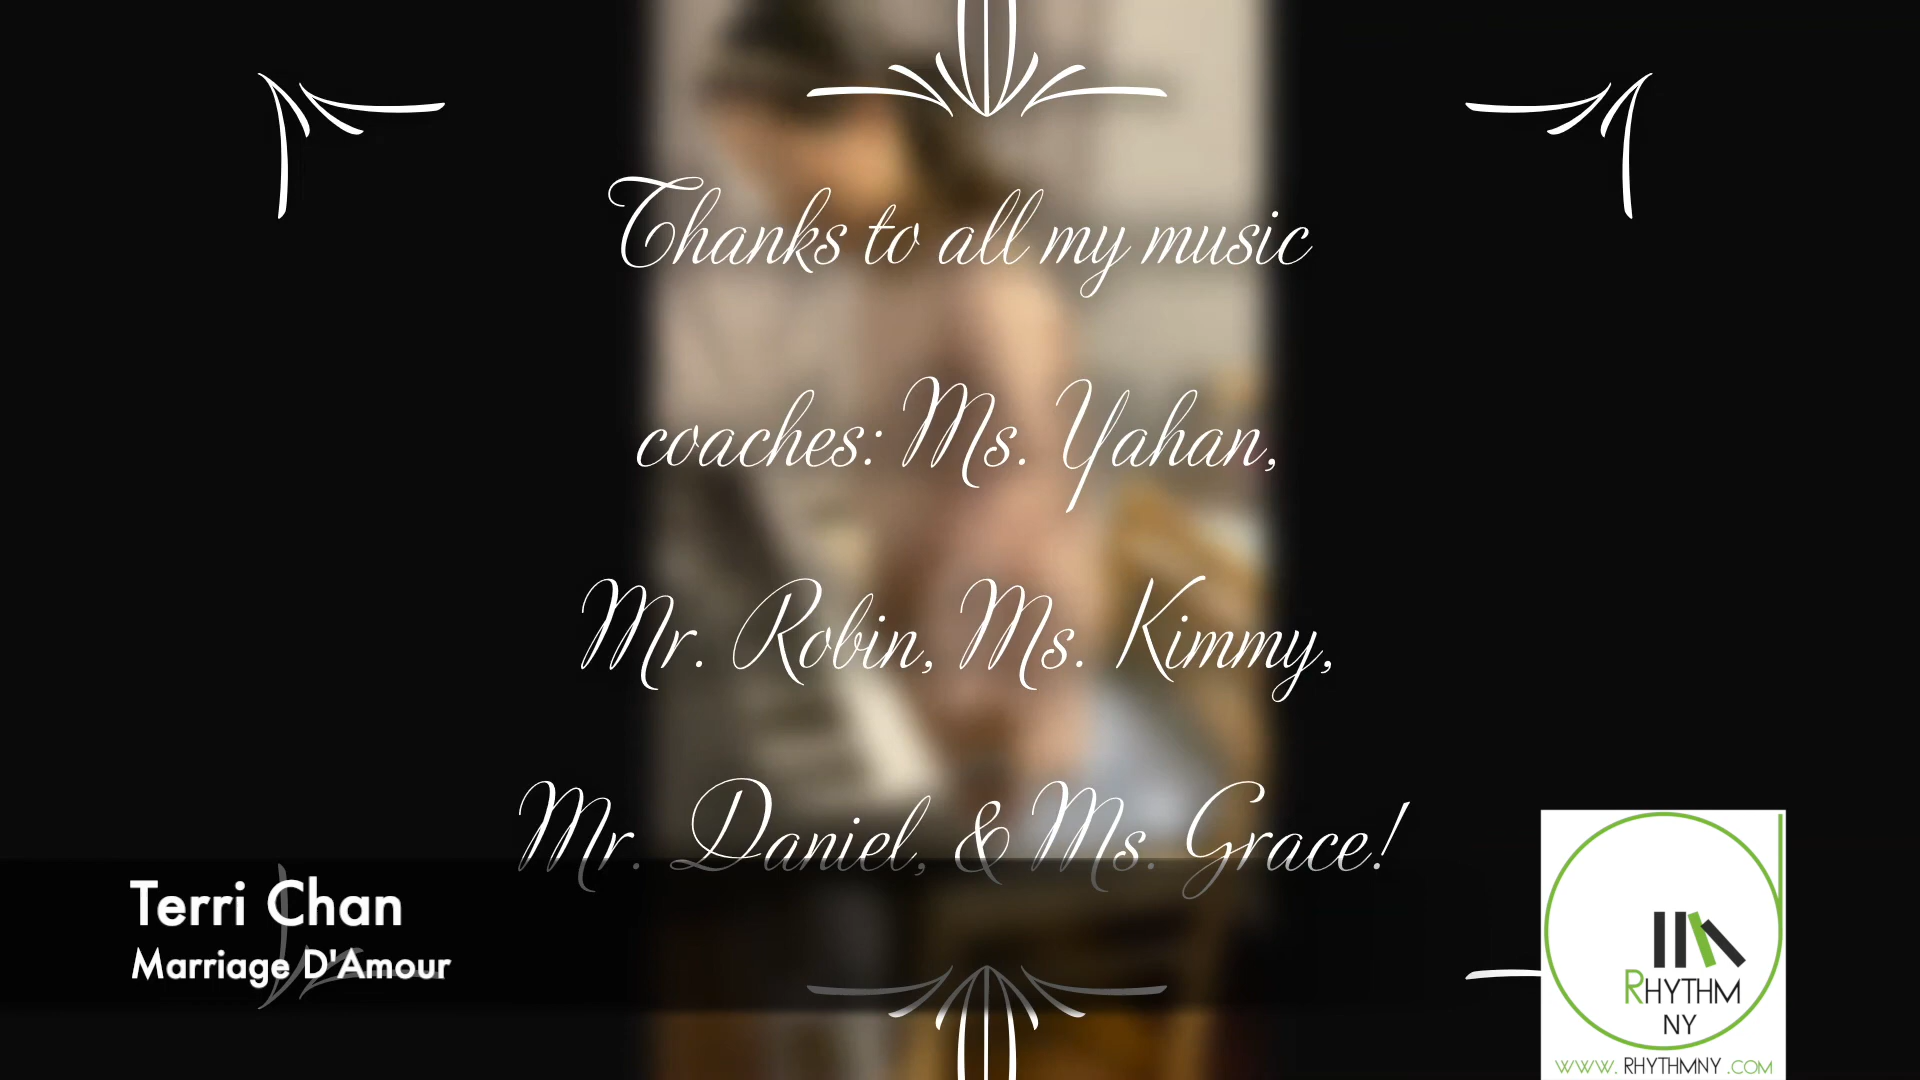 Thanks to all my music
coaches: Ms. Yahan,
Mr. Robin, Ms. Kimmy,
Mr. Daniel, & Ms. Grace!
Terri Chan
Marriage D'Amour
RHYTHM
NY
WWW. RHYTHMNY .COM